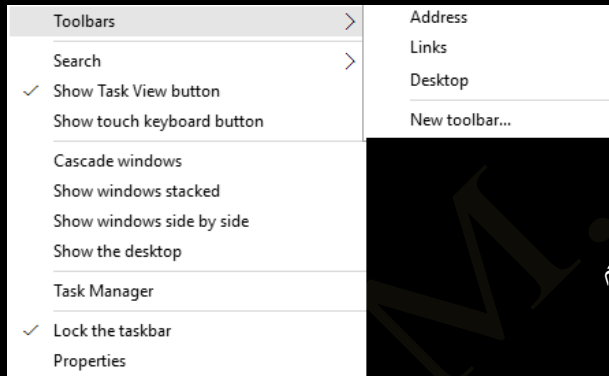 Toolbars
Search
Show Task View button
Show touch keyboard button
Cascade windows
Show windows stacked
Show windows side by side
Show the desktop
Task Manager
Lock the taskbar
Properties
Address
Links
Desktop
New toolbar...